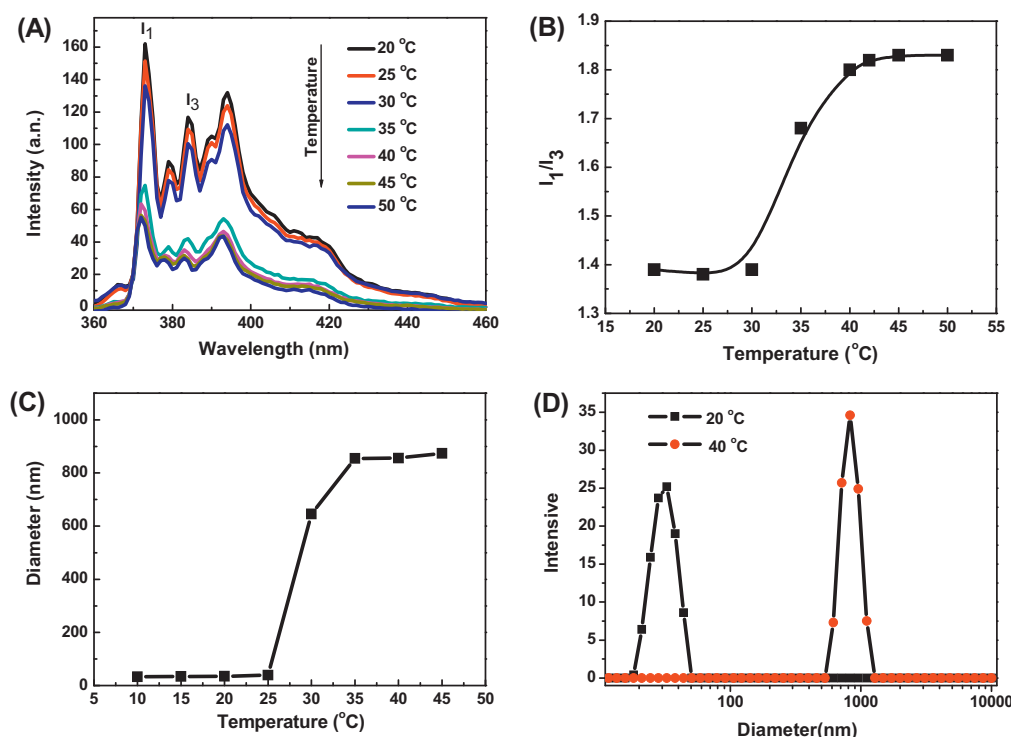 (A)
I1
I3
Temperature
20 °C
25 °C
30 °C
35 °C
40 °C
45 °C
50 °C
160
140
120
100
80
60
40
20
0
Intensity (a.n.)
360 380 400 420 440 460
Wavelength (nm)
(B)
1.9
1.8
1.7
1.6
1.5
1.4
1.3
I1/I3
15 20 25 30 35 40 45 50 55
Temperature (°C)
(C)
1000
800
600
400
200
0
Diameter (nm)
5 10 15 20 25 30 35 40 45 50
Temperature (°C)
(D)
20 °C
40 °C
35
30
25
20
15
10
5
0
Intensive
100 1000 10000
Diameter(nm)